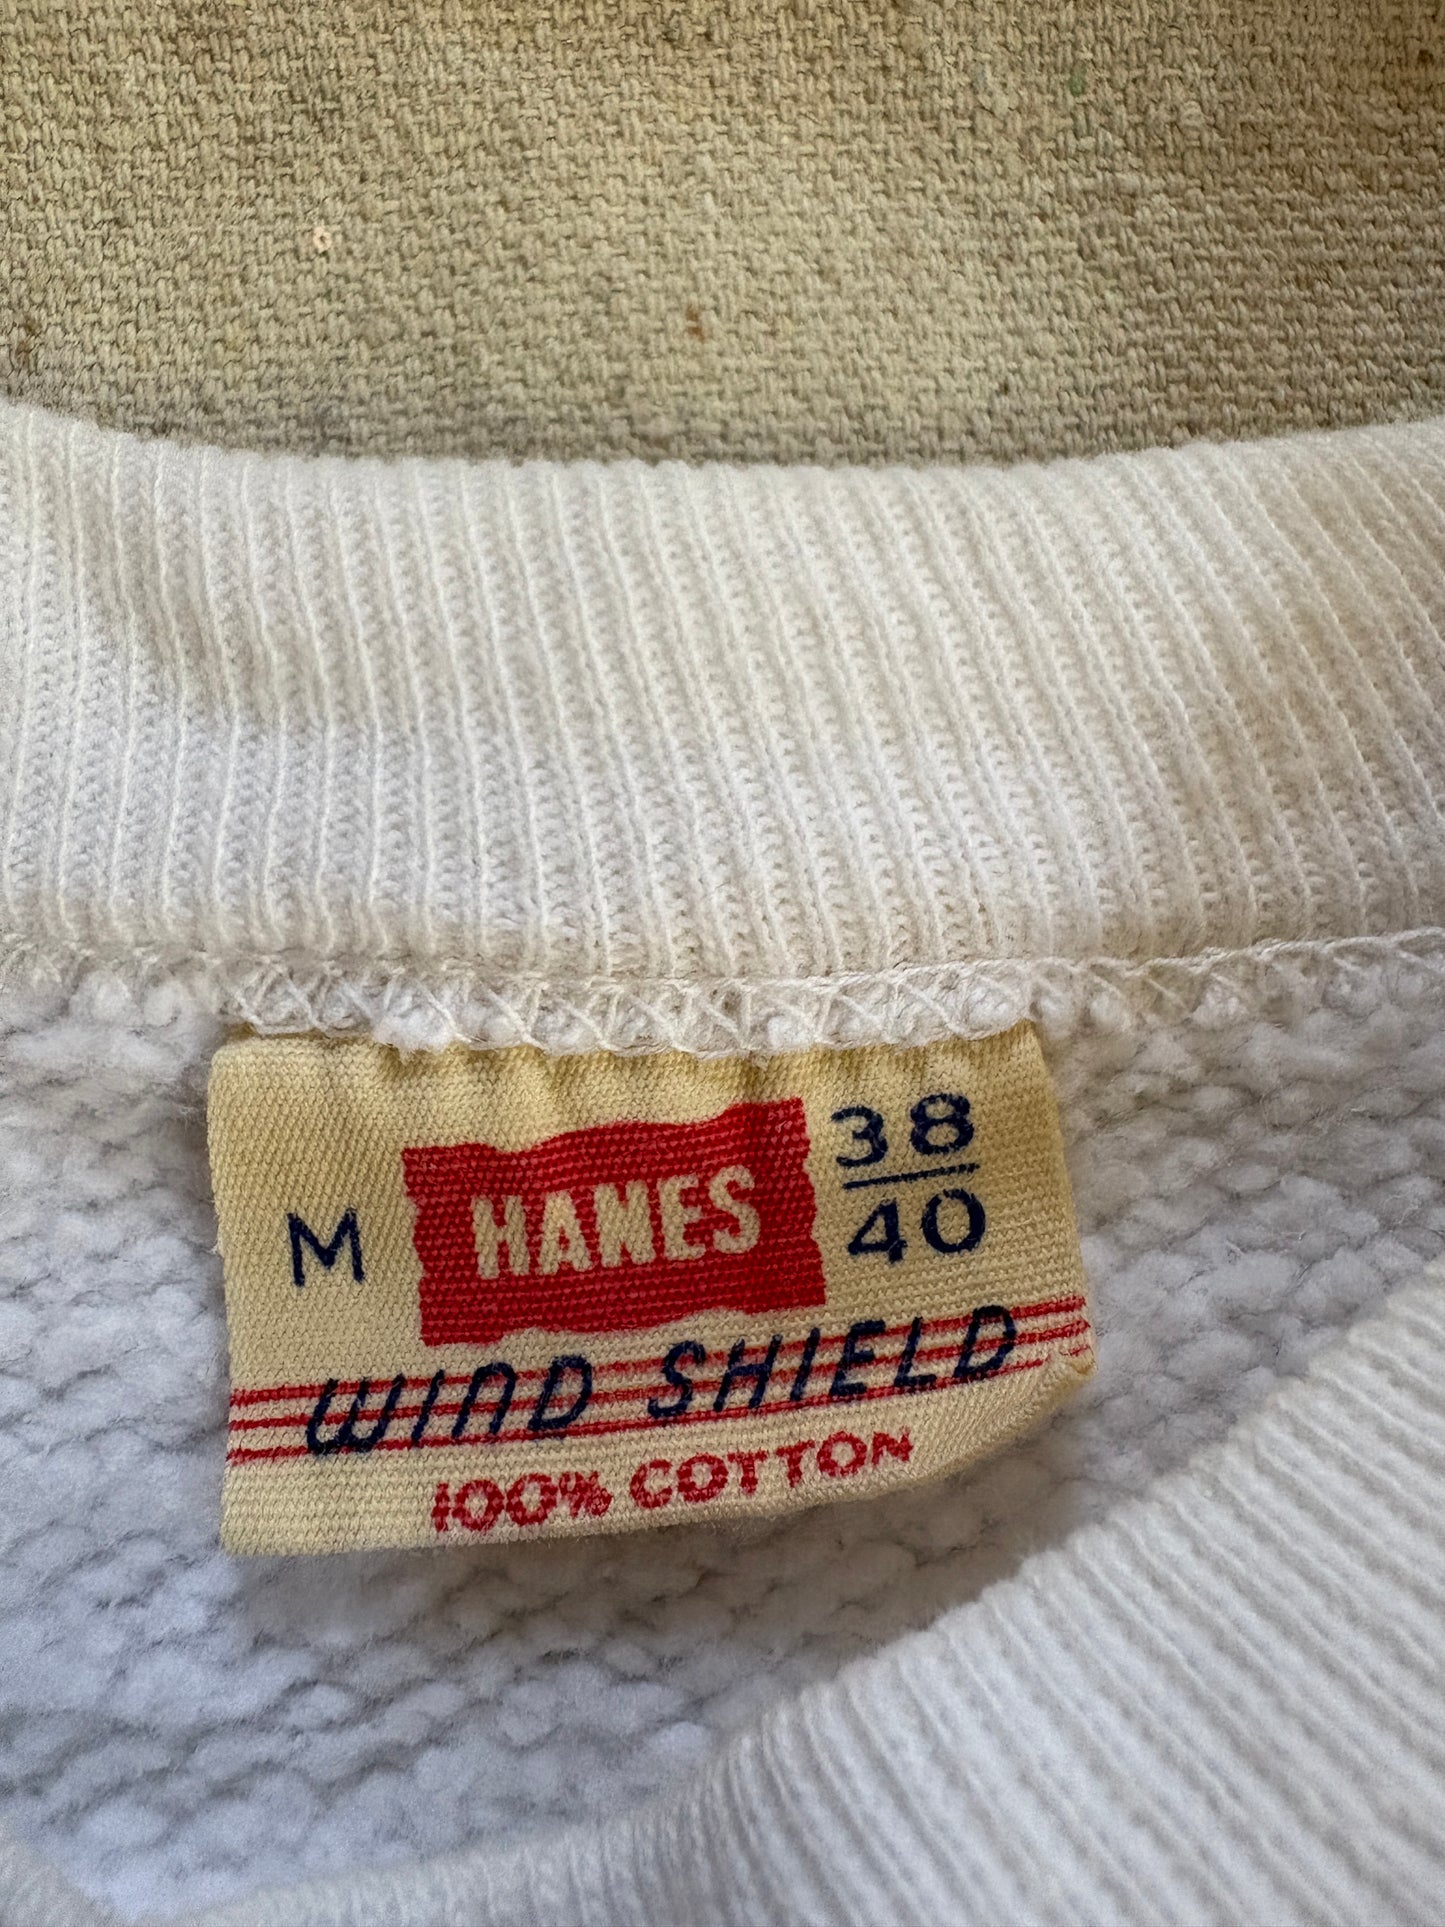 M HANES 38/40
WIND SHIELD
100% COTTON